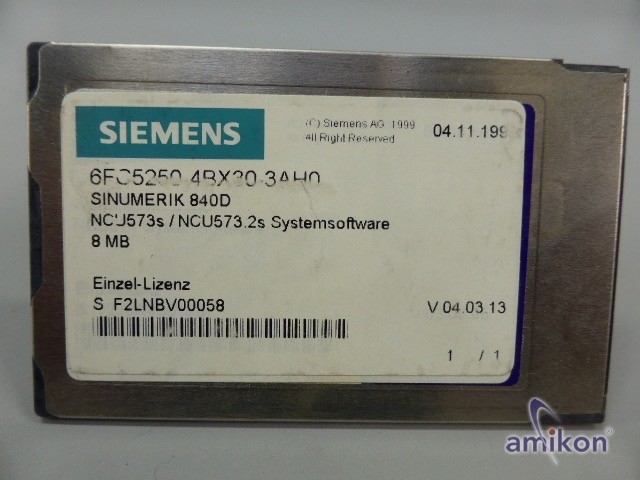 SIEMENS
(C) Siemens AG 1999
All Right Reserved
04.11.199
6FC5250-4BX30-3AH0
SINUMERIK 840D
NCU573s / NCU573.2s Systemsoftware
8 MB
Einzel-Lizenz
S F2LNBV00058
V 04.03.13
1 / 1
amikon